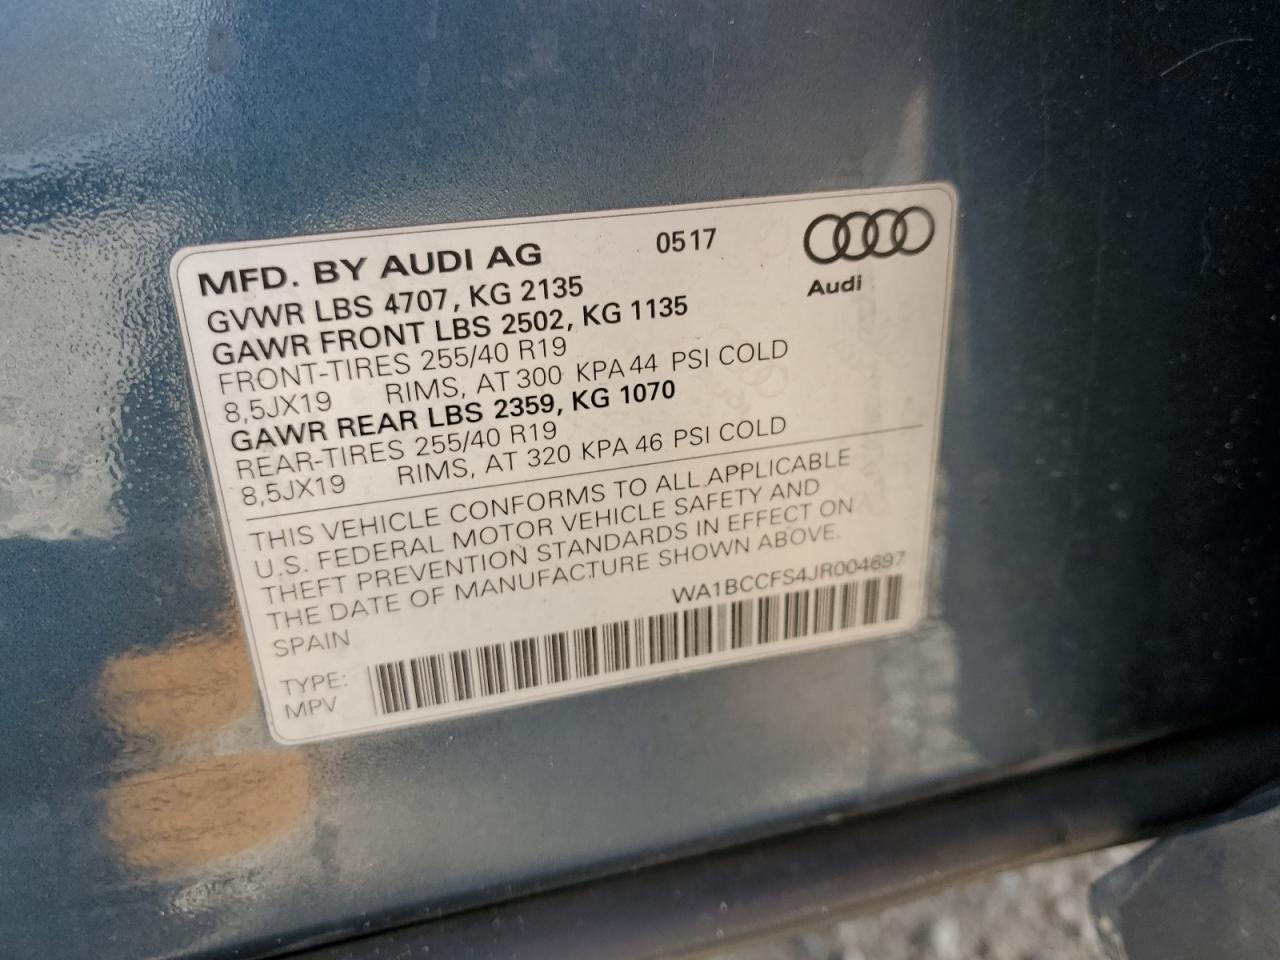 MFD. BY AUDI AG 0517
Audi
GVWR LBS 4707, KG 2135
GAWR FRONT LBS 2502, KG 1135
FRONT-TIRES 255/40 R19
8,5JX19 RIMS, AT 300 KPA 44 PSI COLD
GAWR REAR LBS 2359, KG 1070
REAR-TIRES 255/40 R19
8,5JX19 RIMS, AT 320 KPA 46 PSI COLD
THIS VEHICLE CONFORMS TO ALL APPLICABLE
U.S. FEDERAL MOTOR VEHICLE SAFETY AND
THEFT PREVENTION STANDARDS IN EFFECT ON
THE DATE OF MANUFACTURE SHOWN ABOVE.
SPAIN WA1BCCFS4JR004697
TYPE:
MPV